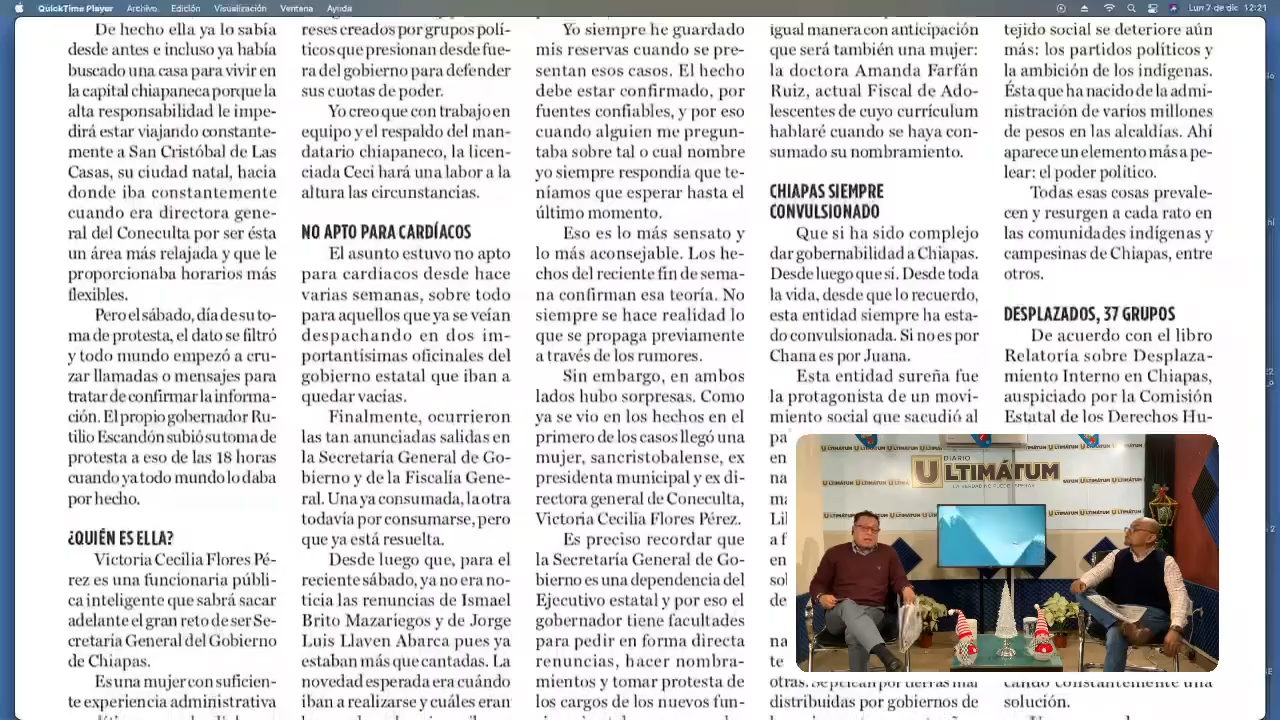 QuickTime Player Archivo Edición Visualización Ventana Ayuda
Lun 2 de dic 12:21
De hecho ella ya lo sabía
desde antes e incluso ya había
buscado una casa para vivir en
la capital chiapaneca porque la
alta responsabilidad le impe-
dirá estar viajando constante-
mente a San Cristóbal de Las
Casas, su ciudad natal, hacia
donde iba constantemente
cuando era directora gene-
ral del Coneculta por ser ésta
un área más relajada y que le
proporcionaba horarios más
flexibles.
Pero el sábado, día de su to-
ma de protesta, el dato se filtró
y todo mundo empezó a cru-
zar llamadas o mensajes para
tratar de confirmar la informa-
ción. El propio gobernador Ru-
tilio Escandón subió su toma de
protesta como a las 18 horas
cuando ya todo mundo lo daba
por hecho.
¿QUIÉN ES ELLA?
Victoria Cecilia Flores Pé-
rez es una funcionaria públi-
ca inteligente que sabrá sacar
adelante el gran reto de ser Se-
cretaria General del Gobierno
de Chiapas.
Es una mujer con suficien-
te experiencia administrativa
reses creados por grupos polí-
ticos que presionan desde fue-
ra del gobierno para defender
sus cuotas de poder.
Yo creo que con trabajo en
equipo y el respaldo del man-
datario chiapaneco, la licen-
ciada Ceci hará una labor a la
altura las circunstancias.
NO APTO PARA CARDÍACOS
El asunto estuvo no apto
para cardíacos desde hace
varias semanas, sobre todo
para aquellos que ya se veían
despachando en dos im-
portantísimas oficinales del
gobierno estatal que iban a
quedar vacías.
Finalmente, ocurrieron
las tan anunciadas salidas en
la Secretaría General de Go-
bierno y de la Fiscalía Gene-
ral. Una ya consumada, la otra
todavía por consumarse, pero
que ya está resuelta.
Desde luego que, para el
reciente sábado, ya no era no-
ticia las renuncias de Ismael
Brito Mazariegos y de Jorge
Luis Llaven Abarca pues ya
estaban más que cantadas. La
novedad esperada era cuándo
iban a realizarse y cuáles eran
Yo siempre he guardado
mis reservas cuando se pre-
sentan esos casos. El hecho
debe estar confirmado, por
fuentes confiables, y por eso
cuando alguien me pregun-
taba sobre tal o cual nombre
yo siempre respondía que te-
níamos que esperar hasta el
último momento.
Eso es lo más sensato y
lo más aconsejable. Los he-
chos del reciente fin de sema-
na confirman esa teoría. No
siempre se hace realidad lo
que se propaga previamente
a través de los rumores.
Sin embargo, en ambos
lados hubo sorpresas. Como
ya se vio en los hechos en el
primero de los casos llegó una
mujer, sancristobalense, ex
presidenta municipal y ex di-
rectora general de Coneculta,
Victoria Cecilia Flores Pérez.
Es preciso recordar que
la Secretaría General de Go-
bierno es una dependencia del
Ejecutivo estatal y por eso el
gobernador tiene facultades
para pedir en forma directa
renuncias, hacer nombra-
mientos y tomar protesta de
los cargos de los nuevos fun-
igual manera con anticipación
que será también una mujer:
la doctora Amanda Farfán
Ruiz, actual Fiscal de Ado-
lescentes de cuyo currículum
hablaré cuando se haya con-
sumado su nombramiento.
CHIAPAS SIEMPRE
CONVULSIONADO
Que si ha sido complejo
dar gobernabilidad a Chiapas.
Desde luego que sí. Desde toda
la vida, desde que lo recuerdo,
esta entidad siempre ha esta-
do convulsionada. Si no es por
Chana es por Juana.
Esta entidad sureña fue
la protagonista de un movi-
miento social que sacudió al
otras. Se pelean por tierras mal
distribuidas por gobiernos de
tejido social se deteriore aún
más: los partidos políticos y
la ambición de los indígenas.
Ésta que ha nacido de la admi-
nistración de varios millones
de pesos en las alcaldías. Ahí
aparece un elemento más a pe-
lear: el poder político.
Todas esas cosas prevale-
cen y resurgen a cada rato en
las comunidades indígenas y
campesinas de Chiapas, entre
otros.
DESPLAZADOS, 37 GRUPOS
De acuerdo con el libro
Relatoría sobre Desplaza-
miento Interno en Chiapas,
auspiciado por la Comisión
Estatal de los Derechos Hu-
cando constantemente una
solución.
DIARIO
ULTIMÁTUM
LA VERDAD NO PUEDE ESPERAR